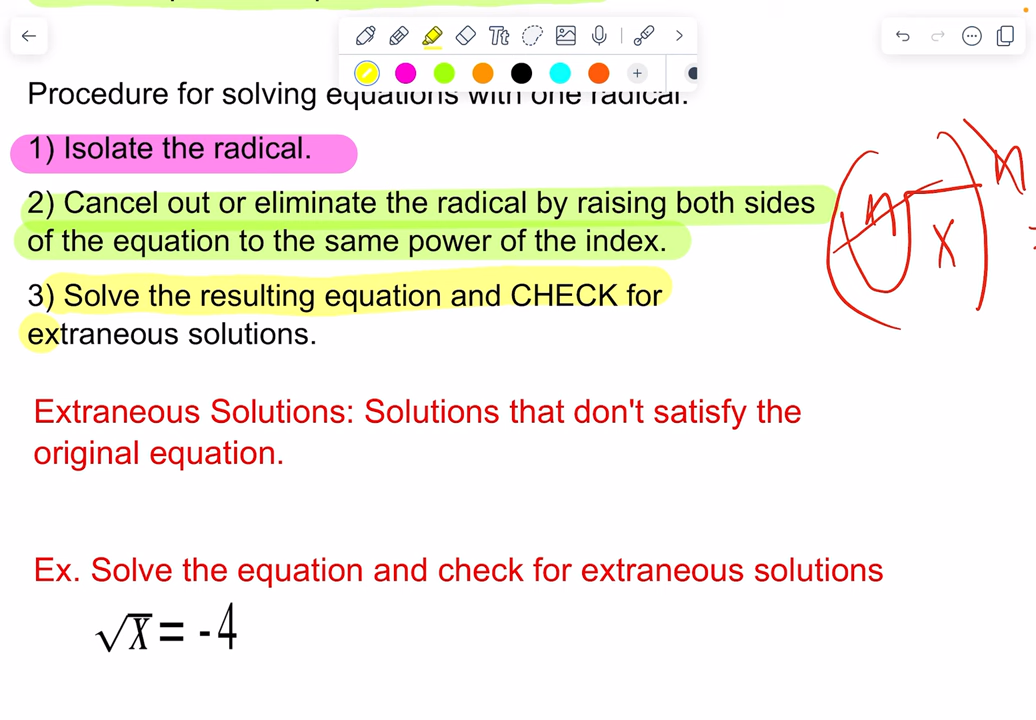 Tt
Procedure for solving equations with one radical.
1) Isolate the radical.
2) Cancel out or eliminate the radical by raising both sides
of the equation to the same power of the index.
3) Solve the resulting equation and CHECK for
extraneous solutions.
(n√x)n
Extraneous Solutions: Solutions that don't satisfy the
original equation.
Ex. Solve the equation and check for extraneous solutions
√x = -4